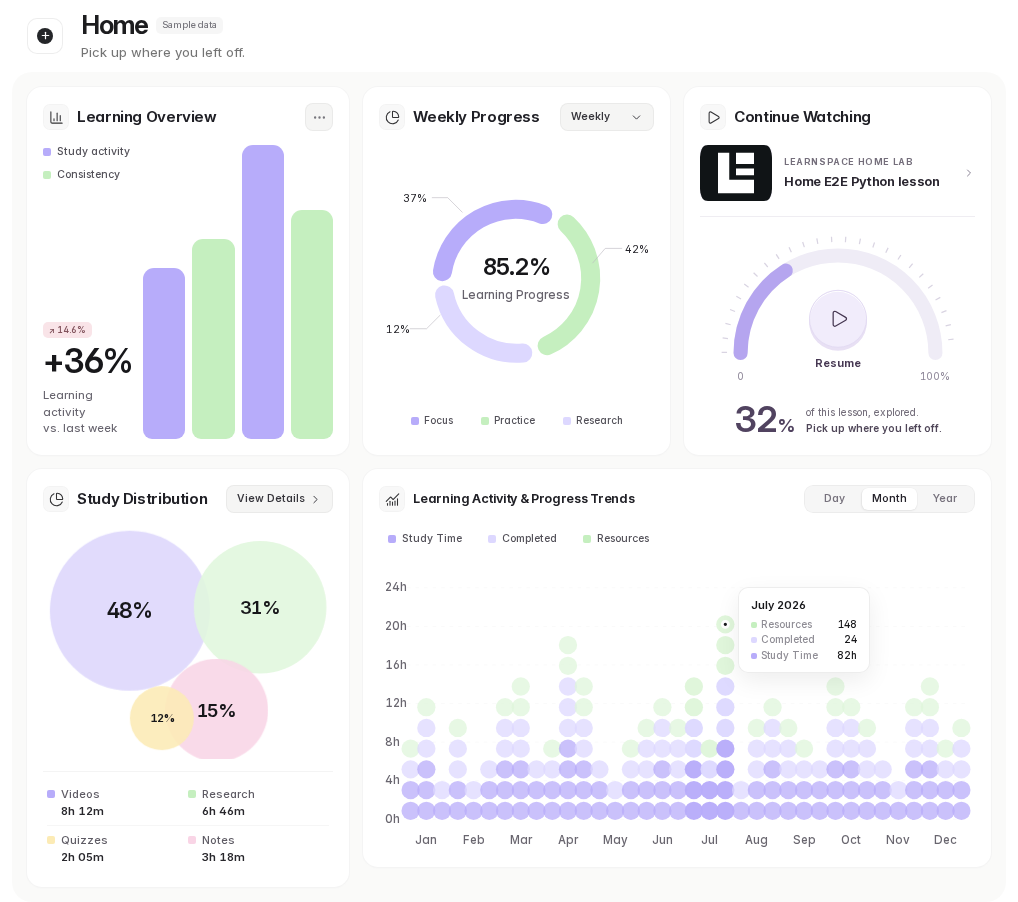 Home
Sample data
Pick up where you left off.
Learning Overview
Study activity
Consistency
14.6%
+36%
Learning
activity
vs. last week
Weekly Progress
Weekly
37%
42%
85.2%
Learning Progress
12%
Focus
Practice
Research
Continue Watching
LEARNSPACE HOME LAB
Home E2E Python lesson
Resume
0
100%
32%
of this lesson, explored.
Pick up where you left off.
Study Distribution
View Details
48%
31%
15%
12%
Videos
8h 12m
Research
6h 46m
Quizzes
2h 05m
Notes
3h 18m
Learning Activity & Progress Trends
Day
Month
Year
Study Time
Completed
Resources
24h
20h
16h
12h
8h
4h
0h
July 2026
Resources 148
Completed 24
Study Time 82h
Jan
Feb
Mar
Apr
May
Jun
Jul
Aug
Sep
Oct
Nov
Dec